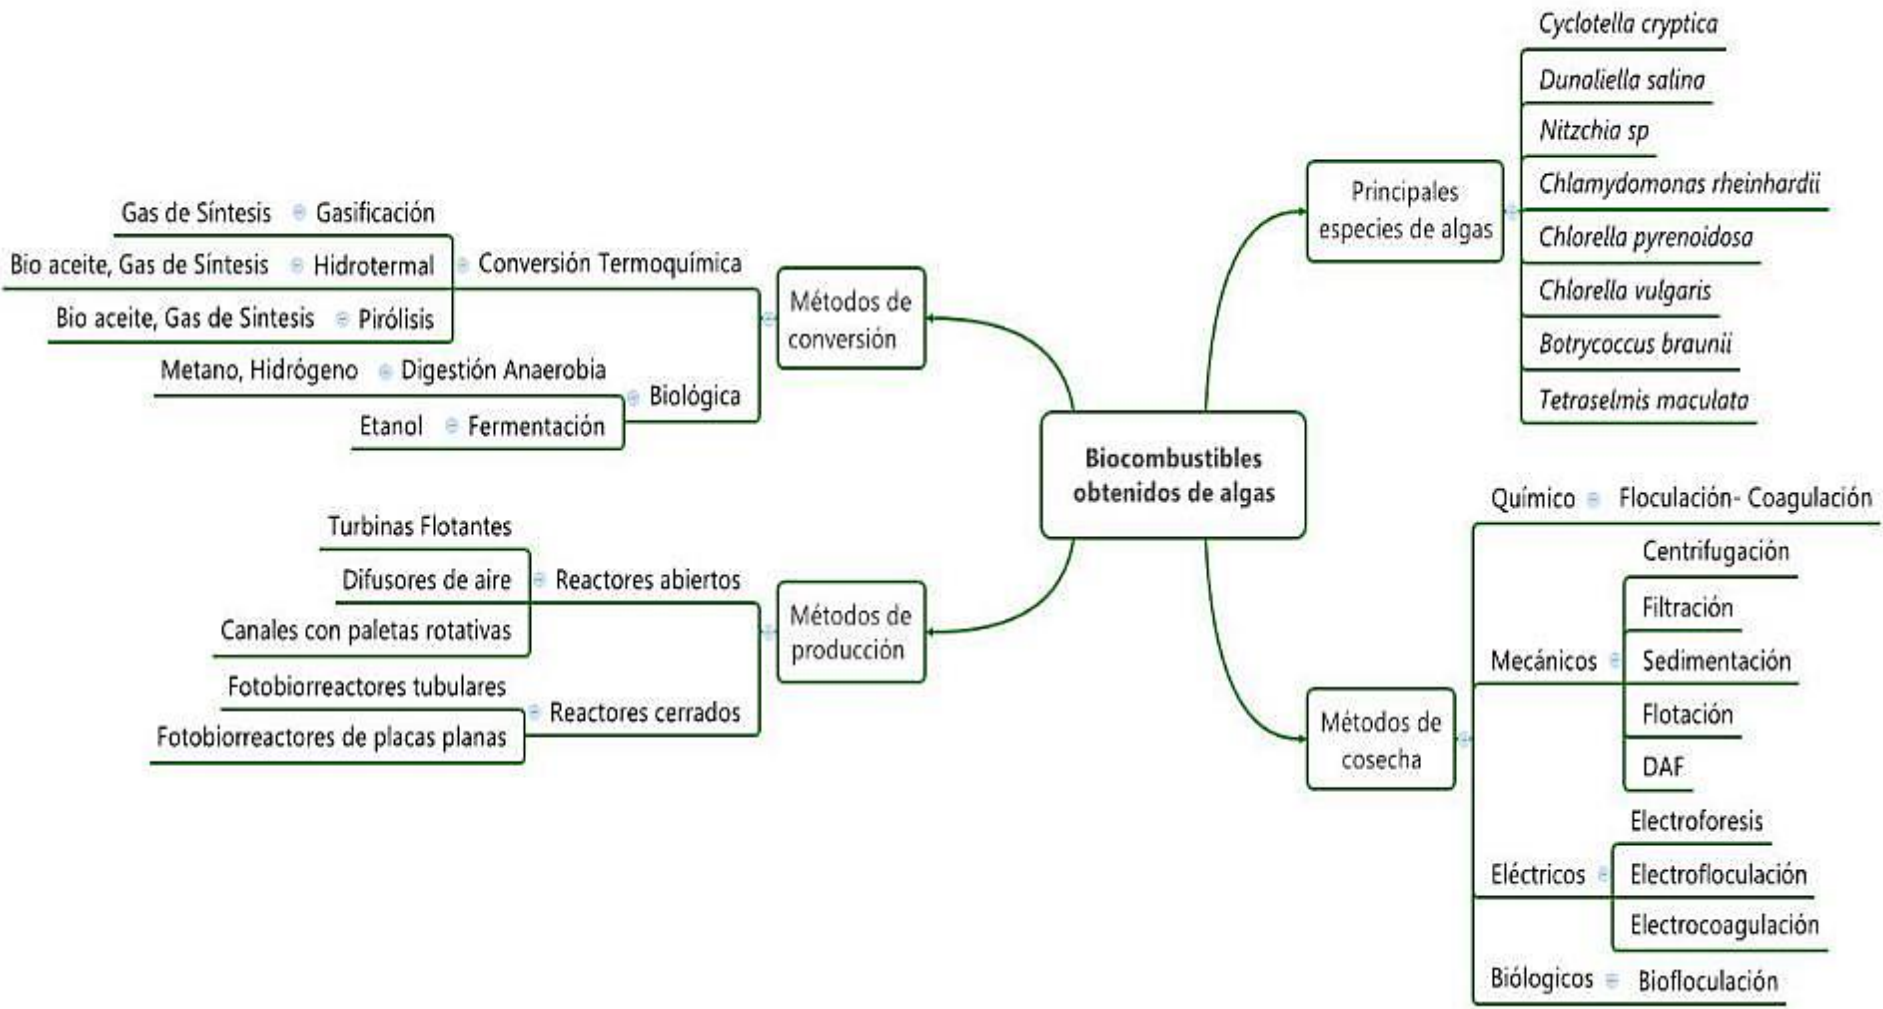 Biocombustibles
obtenidos de algas
Principales
especies de algas
Cyclotella cryptica
Dunaliella salina
Nitzchia sp
Chlamydomonas rheinhardii
Chlorella pyrenoidosa
Chlorella vulgaris
Botrycoccus braunii
Tetraselmis maculata
Métodos de
cosecha
Químico
Floculación- Coagulación
Mecánicos
Centrifugación
Filtración
Sedimentación
Flotación
DAF
Eléctricos
Electroforesis
Electrofloculación
Electrocoagulación
Biólogicos
Biofloculación
Métodos de
conversión
Conversión Termoquímica
Gasificación
Gas de Síntesis
Hidrotermal
Bio aceite, Gas de Síntesis
Pirólisis
Bio aceite, Gas de Síntesis
Biológica
Digestión Anaerobia
Metano, Hidrógeno
Fermentación
Etanol
Métodos de
producción
Reactores abiertos
Turbinas Flotantes
Difusores de aire
Canales con paletas rotativas
Reactores cerrados
Fotobiorreactores tubulares
Fotobiorreactores de placas planas